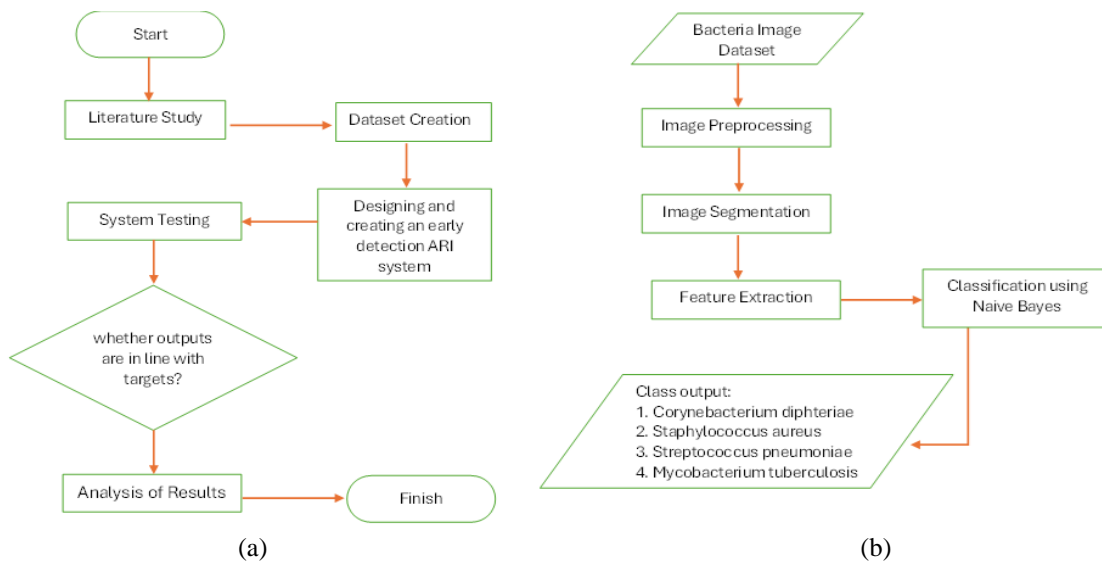 Start
Literature Study
Dataset Creation
Designing and
creating an early
detection ARI
system
System Testing
whether outputs
are in line with
targets?
Analysis of Results
Finish
(a)
Bacteria Image
Dataset
Image Preprocessing
Image Segmentation
Feature Extraction
Classification using
Naive Bayes
Class output:
1. Corynebacterium diphteriae
2. Staphylococcus aureus
3. Streptococcus pneumoniae
4. Mycobacterium tuberculosis
(b)